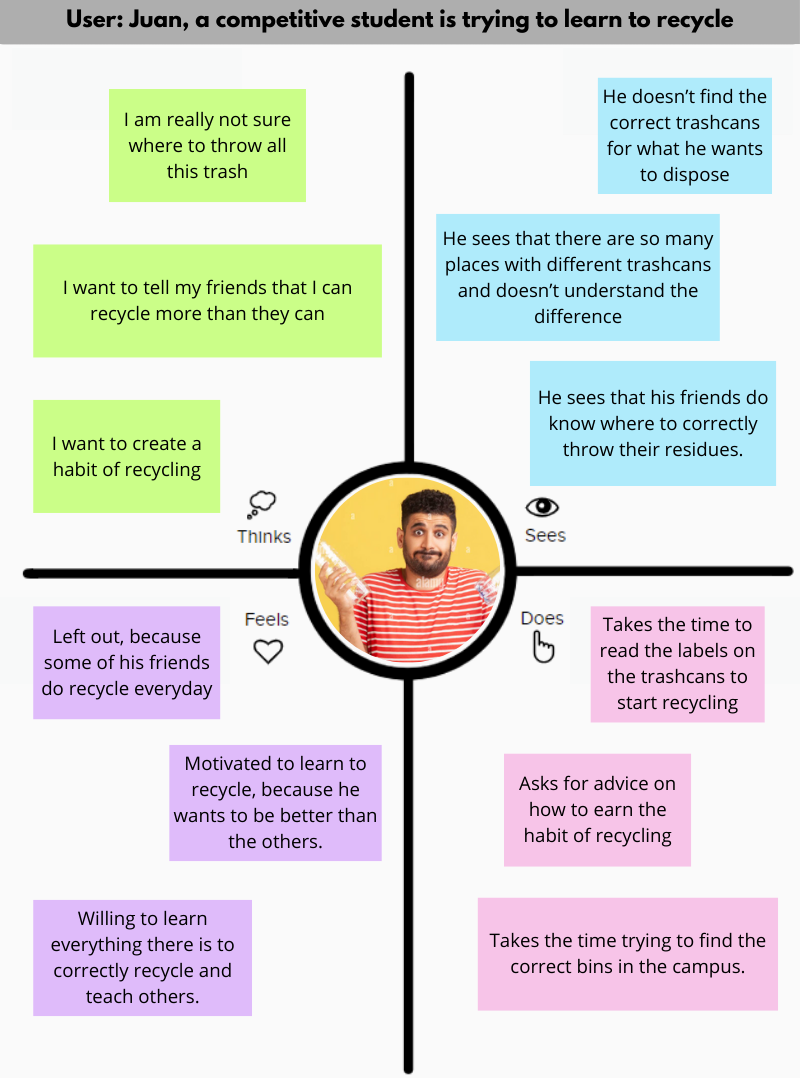 User: Juan, a competitive student is trying to learn to recycle
I am really not sure
where to throw all
this trash
I want to tell my friends that I can
recycle more than they can
I want to create a
habit of recycling
Thinks
He doesn’t find the
correct trashcans
for what he wants
to dispose
He sees that there are so many
places with different trashcans
and doesn’t understand the
difference
He sees that his friends do
know where to correctly
throw their residues.
Sees
alamy
Feels
Left out, because
some of his friends
do recycle everyday
Motivated to learn to
recycle, because he
wants to be better than
the others.
Willing to learn
everything there is to
correctly recycle and
teach others.
Does
Takes the time to
read the labels on
the trashcans to
start recycling
Asks for advice on
how to earn the
habit of recycling
Takes the time trying to find the
correct bins in the campus.